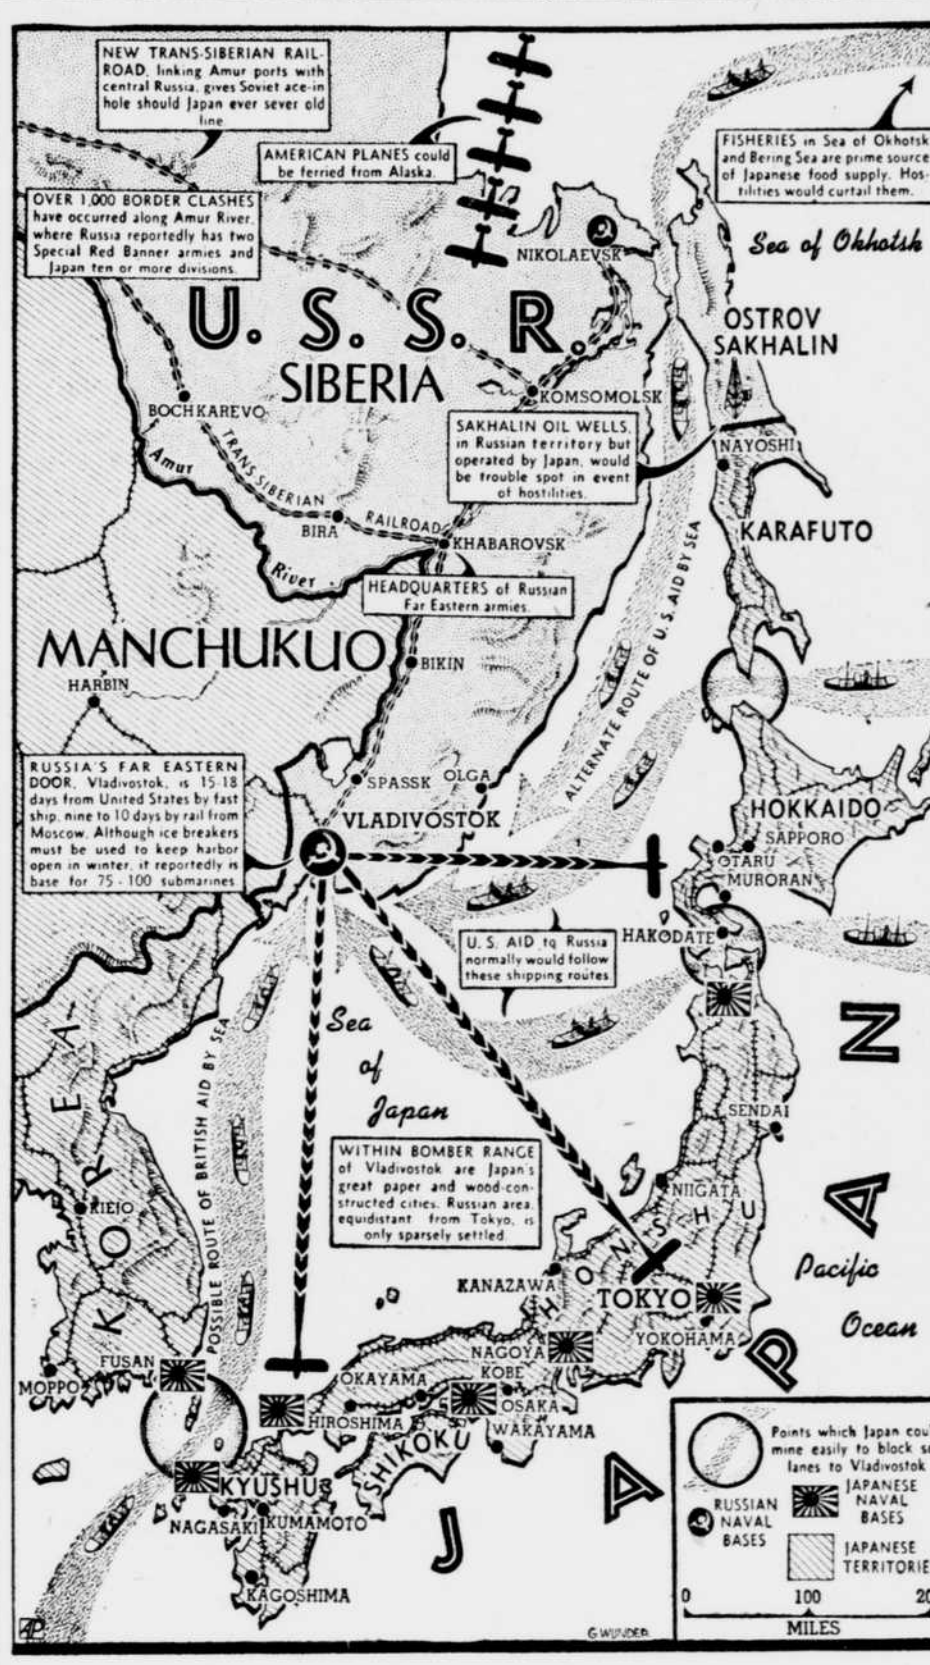 NEW TRANS-SIBERIAN RAIL-
ROAD, linking Amur ports with
central Russia, gives Soviet ace-in
hole should Japan ever sever old
line.
AMERICAN PLANES could
be ferried from Alaska.
FISHERIES in Sea of Okhotsk
and Bering Sea are prime source
of Japanese food supply. Hos-
tilities would curtail them.
OVER 1,000 BORDER CLASHES
have occurred along Amur River,
where Russia reportedly has two
Special Red Banner armies and
Japan ten or more divisions.
Sea of Okhotsk
NIKOLAEVSK
U. S. S. R.
SIBERIA
OSTROV
SAKHALIN
KOMSOMOLSK
BOCHKAREVO
SAKHALIN OIL WELLS,
in Russian territory but
operated by Japan, would
be trouble spot in event
of hostilities.
NAYOSHI
Amur
TRANS SIBERIAN
RAILROAD
BIRA
KHABAROVSK
KARAFUTO
River
HEADQUARTERS of Russian
Far Eastern armies.
MANCHUKUO
BIKIN
HARBIN
ALTERNATE ROUTE OF U.S. AID BY SEA
RUSSIA'S FAR EASTERN
DOOR, Vladivostok, is 15-18
days from United States by fast
ship, nine to 10 days by rail from
Moscow. Although ice breakers
must be used to keep harbor
open in winter, it reportedly is
base for 75-100 submarines
SPASSK
OLGA
VLADIVOSTOK
HOKKAIDO
SAPPORO
OTARU
MURORAN
U. S. AID to Russia
normally would follow
these shipping routes.
HAKODATE
Sea
of
Japan
KOREA
POSSIBLE ROUTE OF BRITISH AID BY SEA
SENDAI
WITHIN BOMBER RANGE
of Vladivostok are Japan's
great paper and wood-con-
structed cities. Russian area,
equidistant from Tokyo, is
only sparsely settled.
KIEJO
NIIGATA
HONSHU
KANAZAWA
TOKYO
YOKOHAMA
Pacific
Ocean
JAPAN
NAGOYA
KOBE
FUSAN
MOPPO
OKAYAMA
OSAKA
HIROSHIMA
WAKAYAMA
SHIKOKU
KYUSHU
NAGASAKI
KUMAMOTO
KAGOSHIMA
Points which Japan cou
mine easily to block s
lanes to Vladivostok
RUSSIAN
NAVAL
BASES
JAPANESE
NAVAL
BASES
JAPANESE
TERRITORIE
0 100 20
MILES
AP
G WUNDER